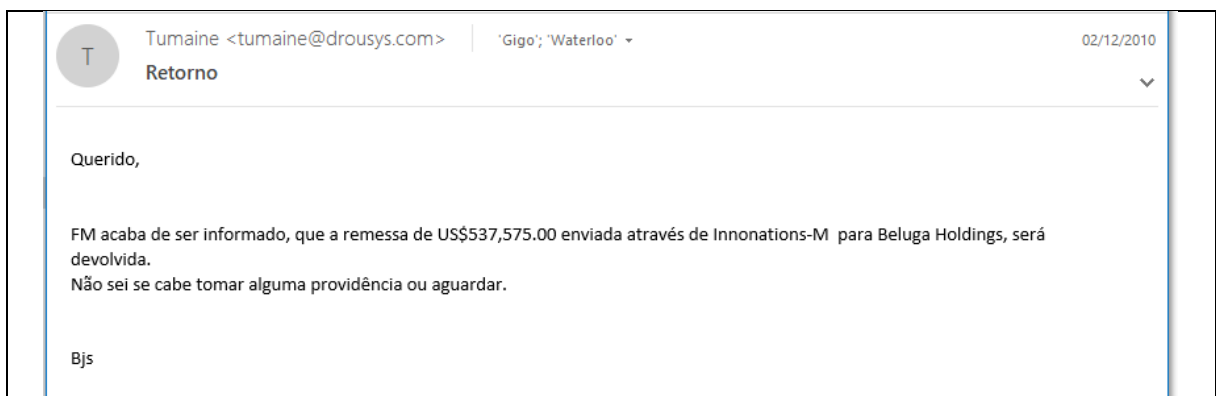 T
Tumaine <tumaine@drousys.com>
'Gigo'; 'Waterloo'
02/12/2010
Retorno
Querido,
FM acaba de ser informado, que a remessa de US$537,575.00 enviada através de Innonations-M para Beluga Holdings, será
devolvida.
Não sei se cabe tomar alguma providência ou aguardar.
Bjs